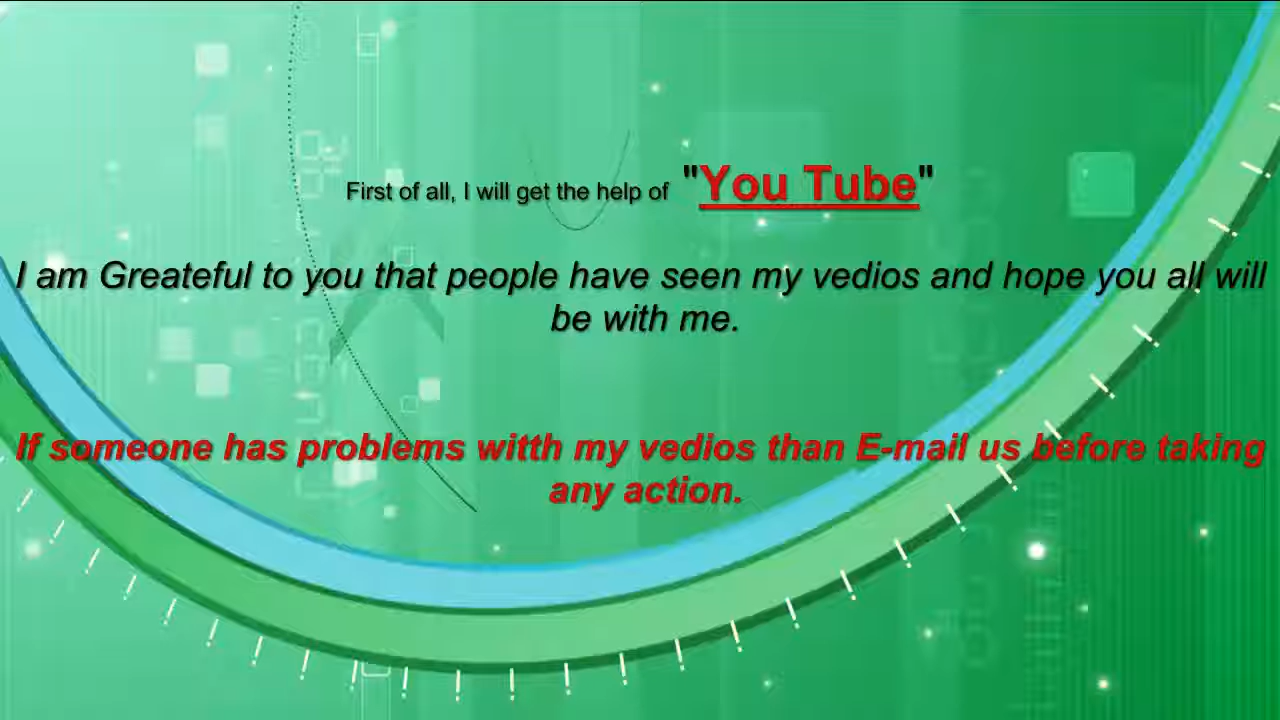 First of all, I will get the help of "You Tube"
I am Greateful to you that people have seen my vedios and hope you all will
be with me.
If someone has problems witth my vedios than E-mail us before taking
any action.